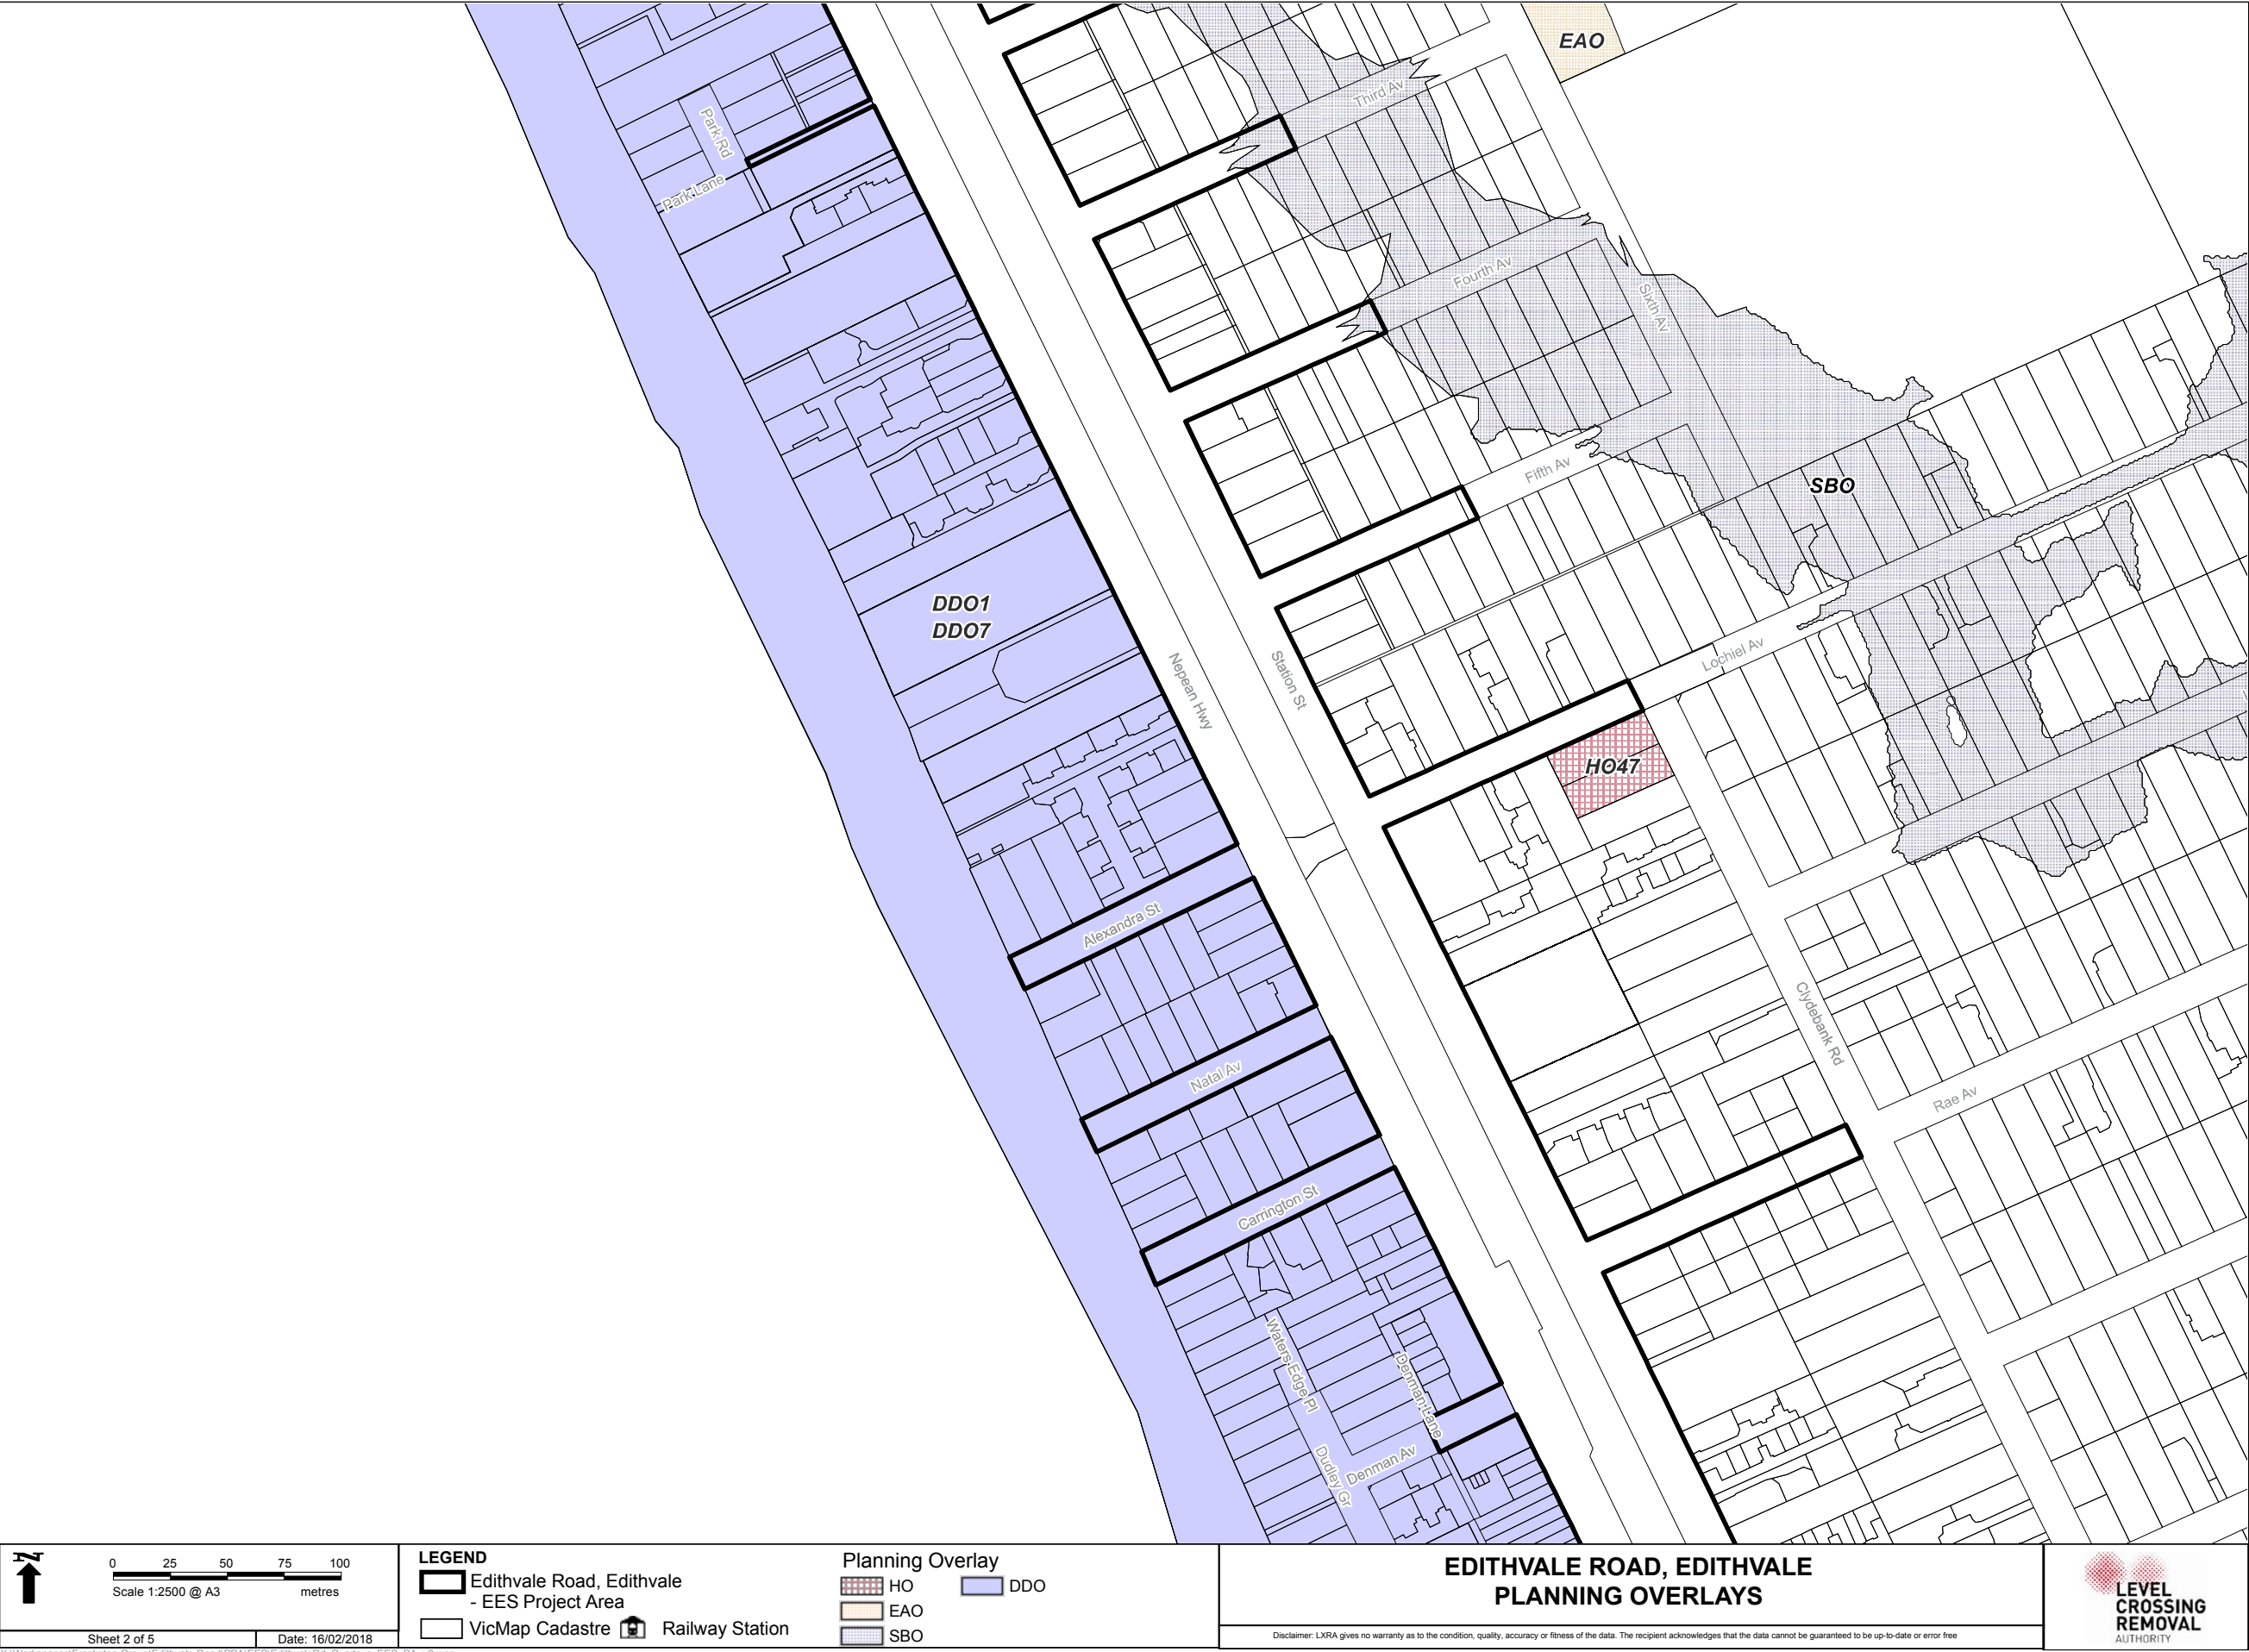 EAO
Third Av
Park Rd
Park Lane
Fourth Av
Sixth Av
Fifth Av
SBO
DDO1
DDO7
Nepean Hwy
Station St
Lochiel Av
HO47
Alexandra St
Clydebank Rd
Natal Av
Rae Av
Carrington St
Waters Edge Pl
Denman Lane
Dudley Gr
Denman Av
N
0 25 50 75 100
Scale 1:2500 @ A3 metres
Sheet 2 of 5 Date: 16/02/2018
LEGEND
Edithvale Road, Edithvale
- EES Project Area
VicMap Cadastre Railway Station
Planning Overlay
HO DDO
EAO
SBO
EDITHVALE ROAD, EDITHVALE
PLANNING OVERLAYS
Disclaimer: LXRA gives no warranty as to the condition, quality, accuracy or fitness of the data. The recipient acknowledges that the data cannot be guaranteed to be up-to-date or error free
LEVEL
CROSSING
REMOVAL
AUTHORITY